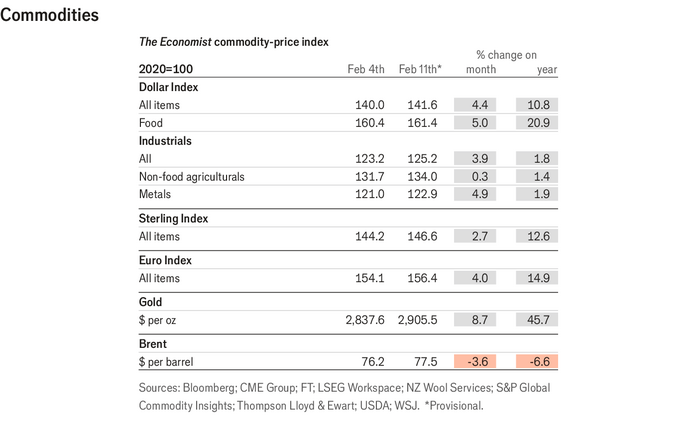 Commodities
The Economist commodity-price index
% change on
2020=100 Feb 4th Feb 11th* month year
Dollar Index
All items 140.0 141.6 4.4 10.8
Food 160.4 161.4 5.0 20.9
Industrials
All 123.2 125.2 3.9 1.8
Non-food agriculturals 131.7 134.0 0.3 1.4
Metals 121.0 122.9 4.9 1.9
Sterling Index
All items 144.2 146.6 2.7 12.6
Euro Index
All items 154.1 156.4 4.0 14.9
Gold
$ per oz 2,837.6 2,905.5 8.7 45.7
Brent
$ per barrel 76.2 77.5 -3.6 -6.6
Sources: Bloomberg; CME Group; FT; LSEG Workspace; NZ Wool Services; S&P Global
Commodity Insights; Thompson Lloyd & Ewart; USDA; WSJ. *Provisional.